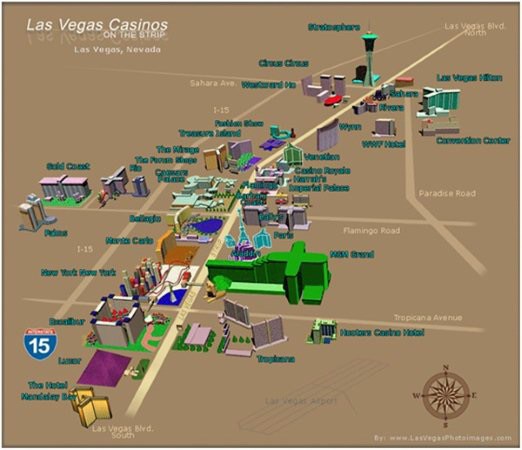 Las Vegas Casinos
ON THE STRIP
Las Vegas, Nevada
Stratosphere
Las Vegas Blvd.
North
Circus Circus
Sahara Ave.
Westward Ho
Las Vegas Hilton
Sahara
Riviera
I-15
Fashion Show
Treasure Island
Wynn
WWF Hotel
Convention Center
The Mirage
The Forum Shops
Venetian
Gold Coast
Rio
Caesars
Palace
Casino Royale
Harrah's
Imperial Palace
Flamingo
Paradise Road
Bellagio
Bally's
Palms
Flamingo Road
Paris
Monte Carlo
I-15
Aladdin
MGM Grand
New York New York
Excalibur
Tropicana Avenue
INTERSTATE
15
Hooters Casino Hotel
Luxor
Tropicana
The Hotel
Mandalay Bay
Las Vegas Airport
N
W
E
S
Las Vegas Blvd.
South
By: www.LasVegasPhotoimages.com